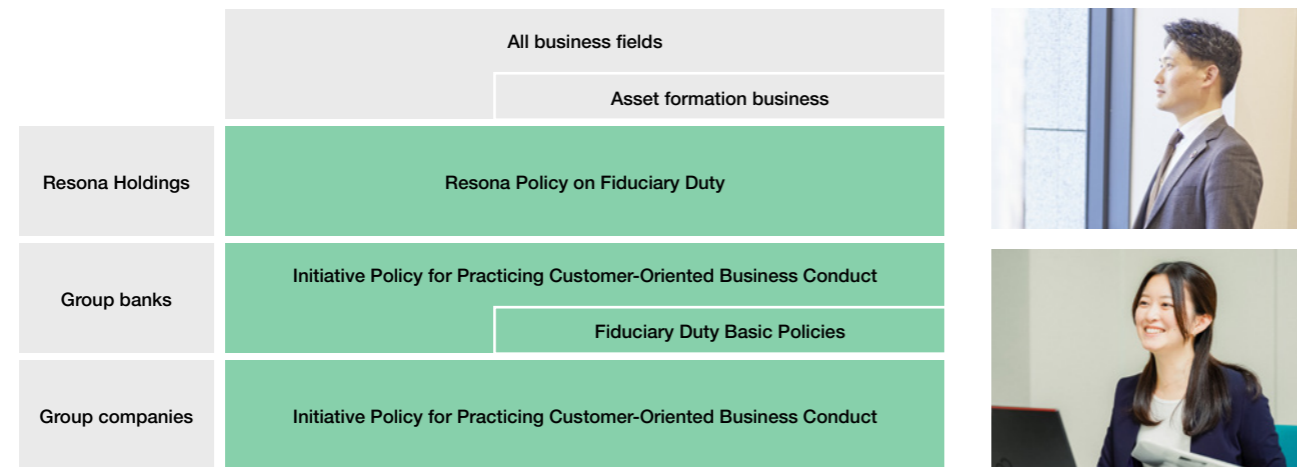 All business fields
Asset formation business
Resona Holdings
Resona Policy on Fiduciary Duty
Group banks
Initiative Policy for Practicing Customer-Oriented Business Conduct
Fiduciary Duty Basic Policies
Group companies
Initiative Policy for Practicing Customer-Oriented Business Conduct